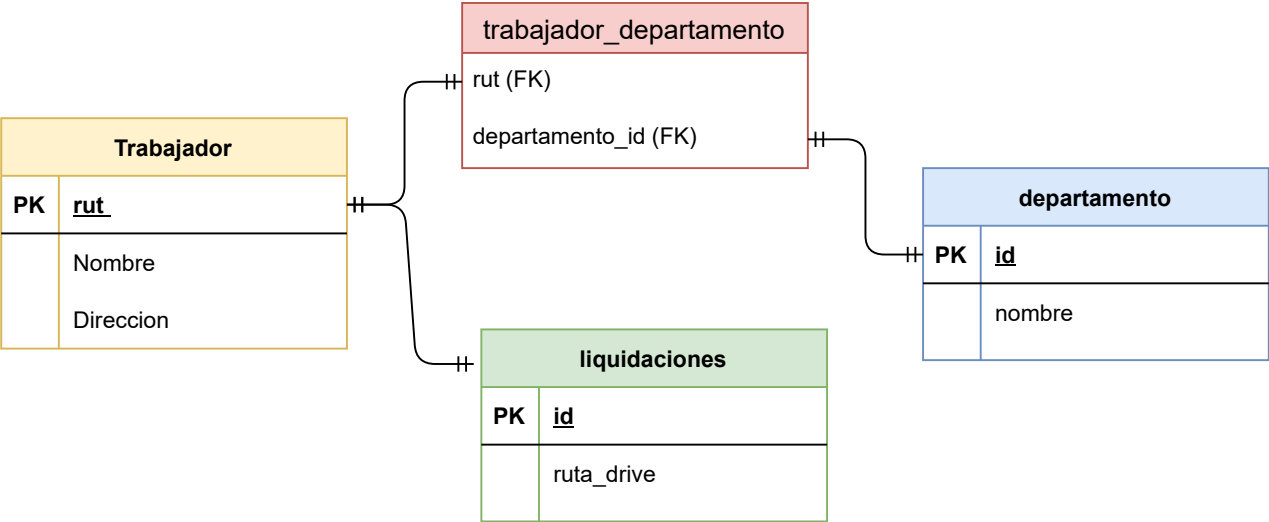 trabajador_departamento
rut (FK)
departamento_id (FK)
Trabajador
PK rut
Nombre
Direccion
departamento
PK id
nombre
liquidaciones
PK id
ruta_drive